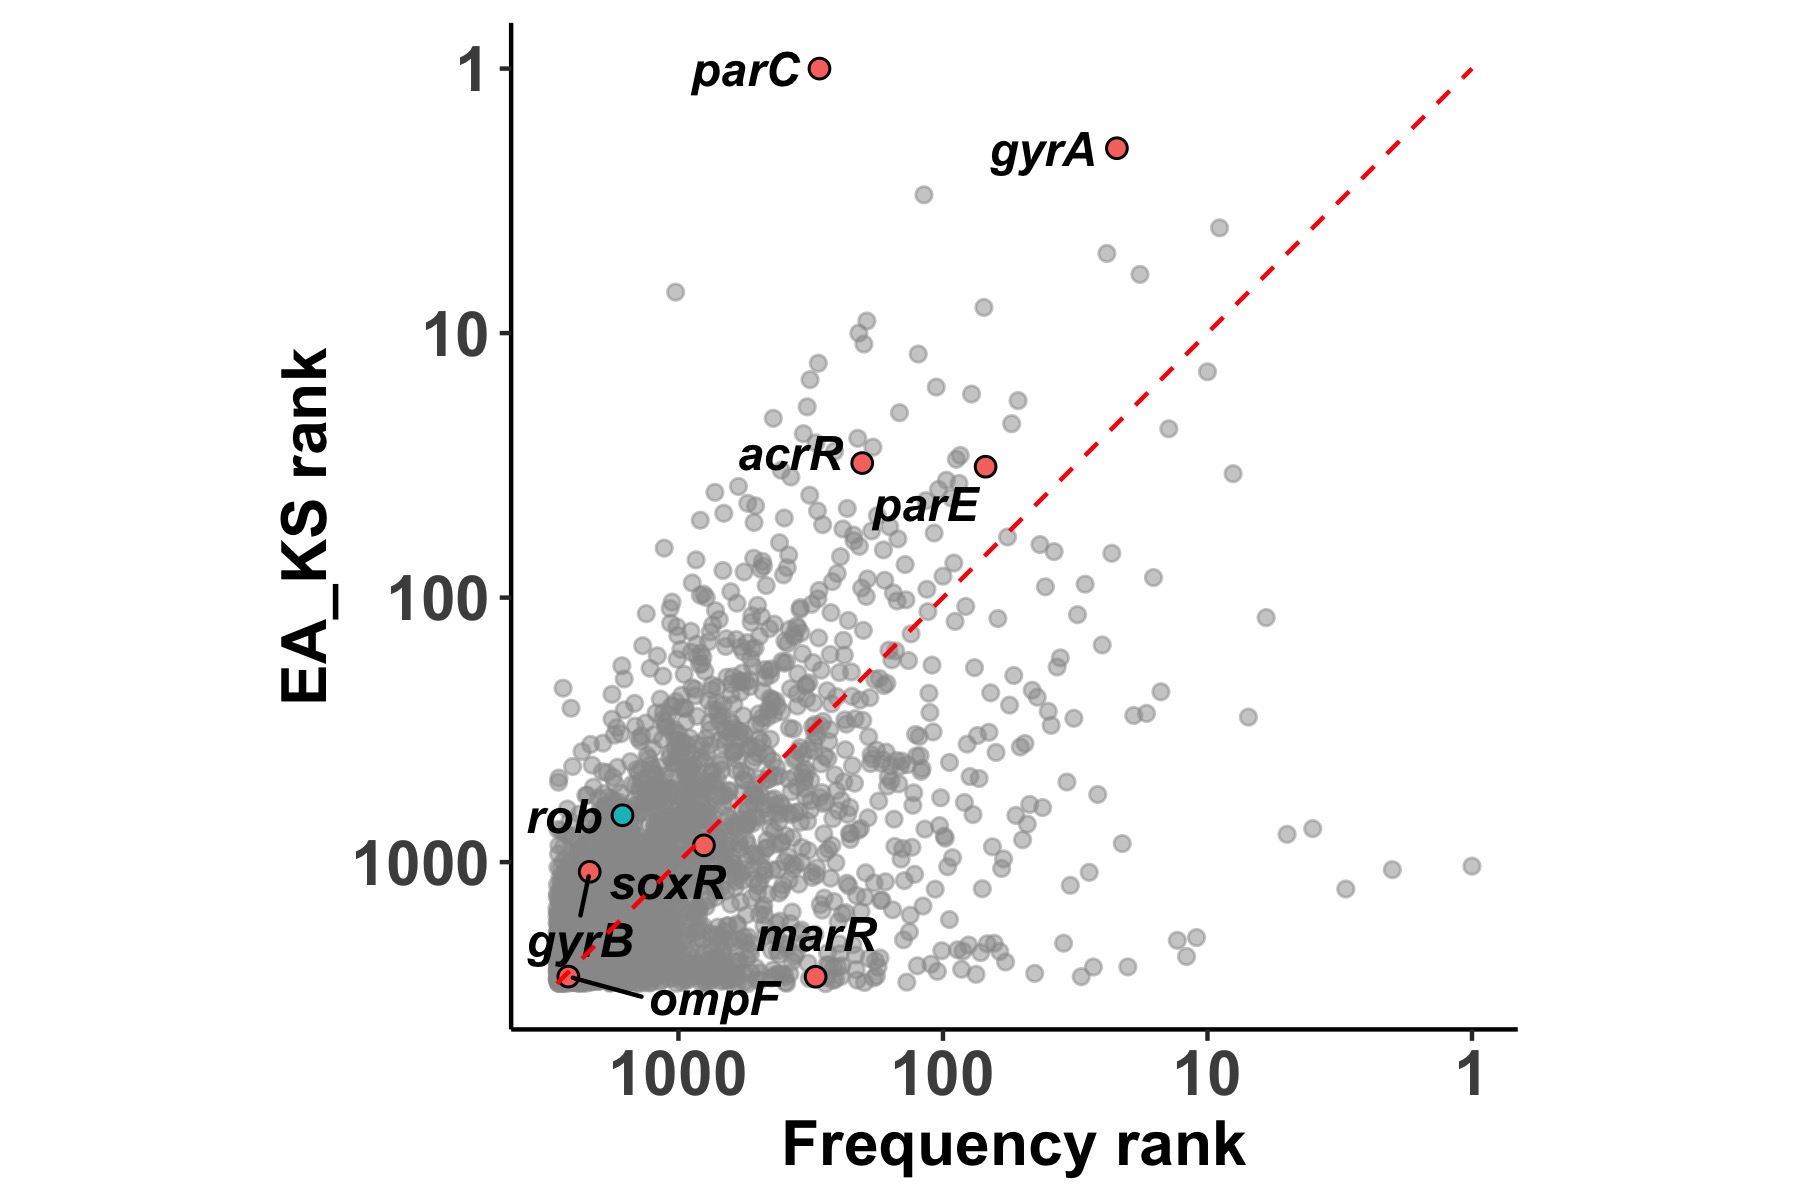 1
parC
gyrA
10
acrR
parE
EA_KS rank
100
rob
1000
soxR
gyrB
marR
ompF
1000
100
10
1
Frequency rank